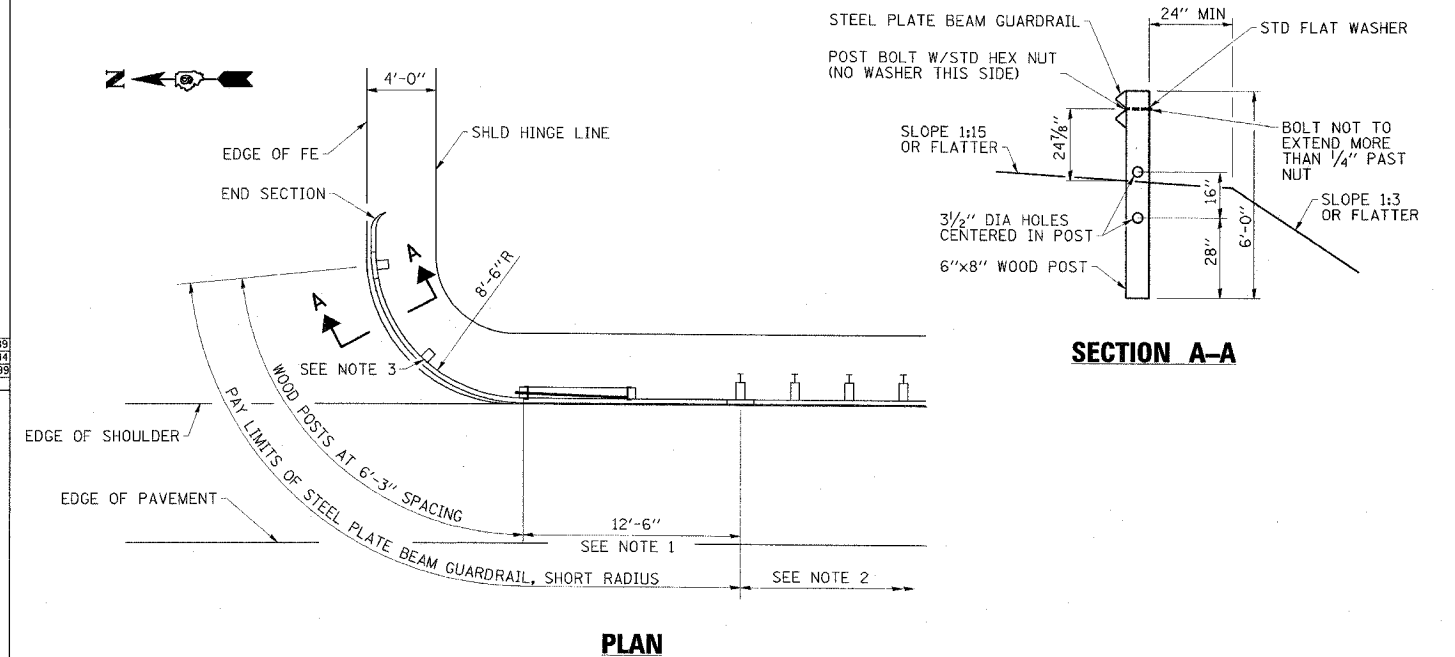 N
4'-0"
EDGE OF FE
SHLD HINGE LINE
END SECTION
A
A
8'-6"R
SEE NOTE 3
WOOD POSTS AT 6'-3" SPACING
PAY LIMITS OF STEEL PLATE BEAM GUARDRAIL, SHORT RADIUS
EDGE OF SHOULDER
EDGE OF PAVEMENT
12'-6"
SEE NOTE 1
SEE NOTE 2
PLAN
STEEL PLATE BEAM GUARDRAIL
24" MIN
STD FLAT WASHER
POST BOLT W/STD HEX NUT
(NO WASHER THIS SIDE)
SLOPE 1:15
OR FLATTER
24⅞"
BOLT NOT TO
EXTEND MORE
THAN ¼" PAST
NUT
16"
SLOPE 1:3
OR FLATTER
3½" DIA HOLES
CENTERED IN POST
6'-0"
28"
6"x8" WOOD POST
SECTION A-A